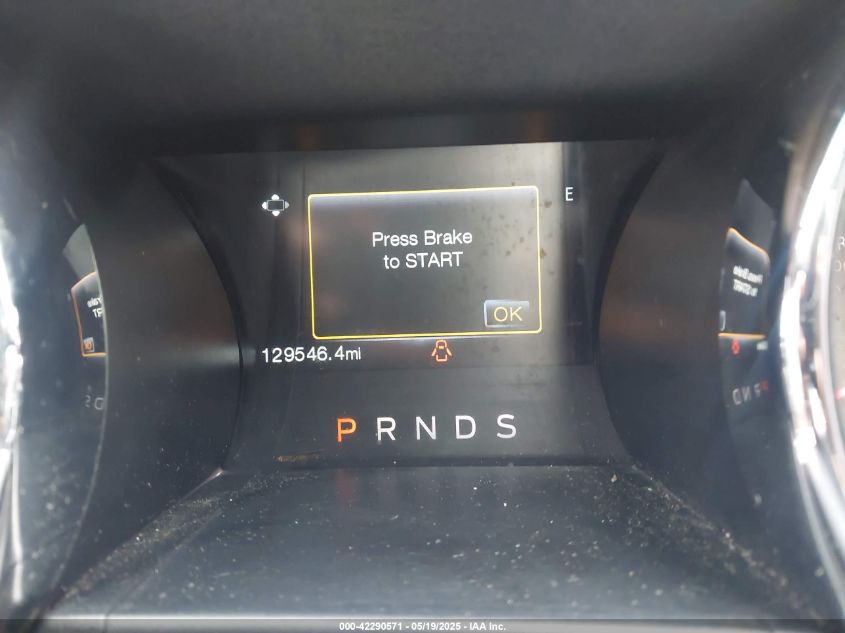 E
Press Brake
to START
OK
129546.4mi
P R N D S
000-42290571 - 05/19/2025 - IAA Inc.